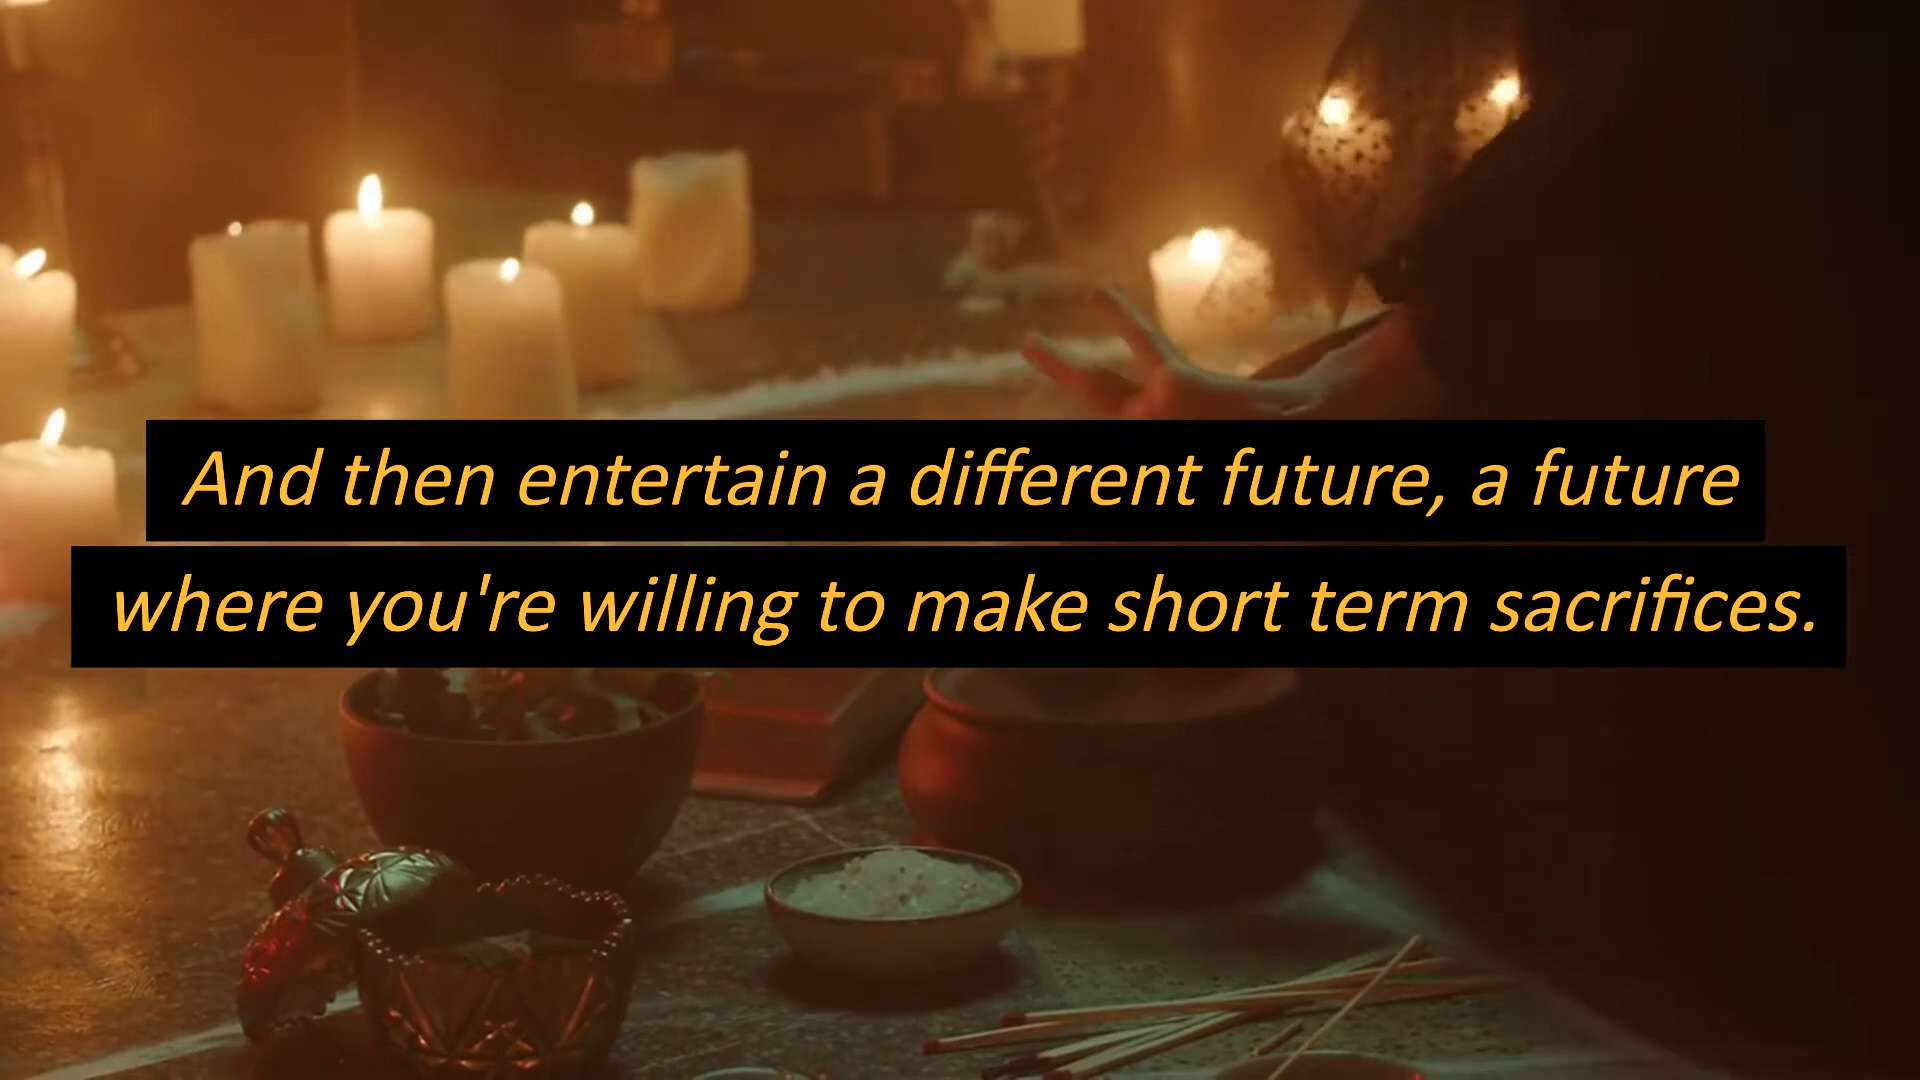 And then entertain a different future, a future
where you're willing to make short term sacrifices.